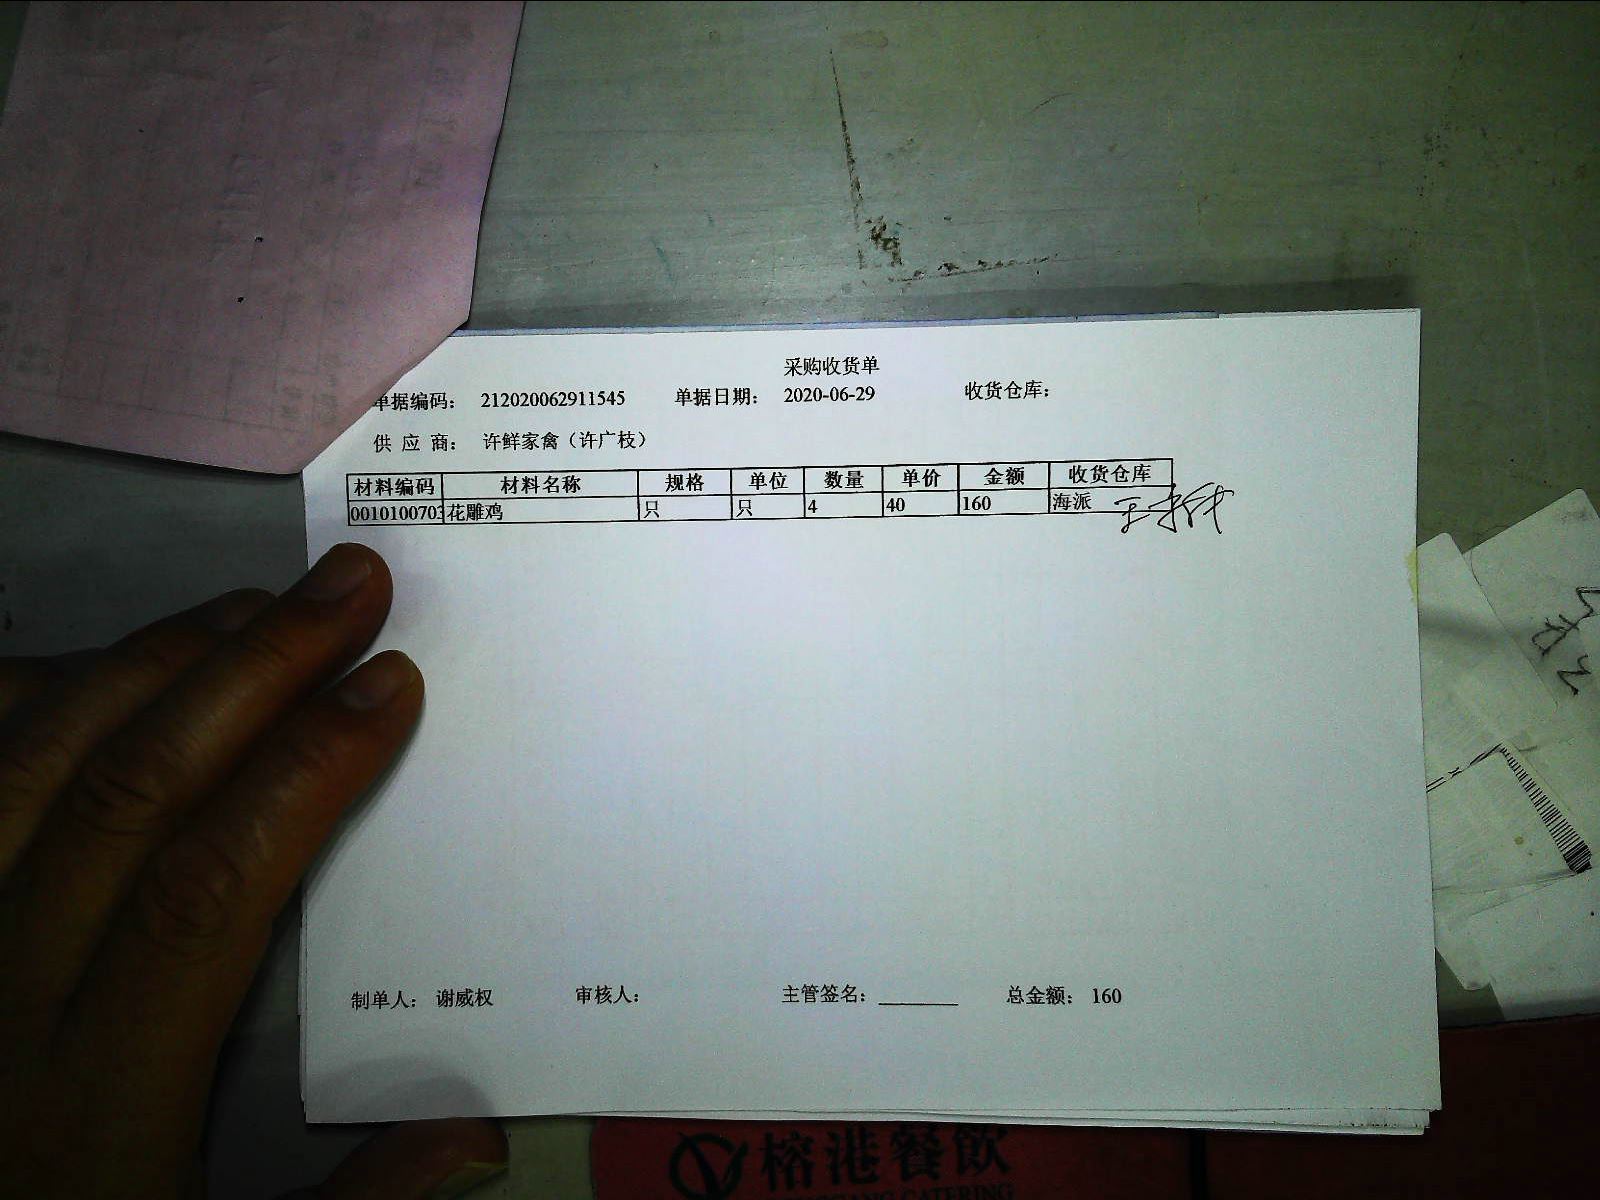 采购收货单
单据编码： 212020062911545 单据日期： 2020-06-29 收货仓库：
供 应 商： 许鲜家禽（许广枝）
材料编码 材料名称 规格 单位 数量 单价 金额 收货仓库
0010100703 花雕鸡 只 只 4 40 160 海派
制单人： 谢威权 审核人： 主管签名： 总金额： 160
榕港餐飲
CATERING